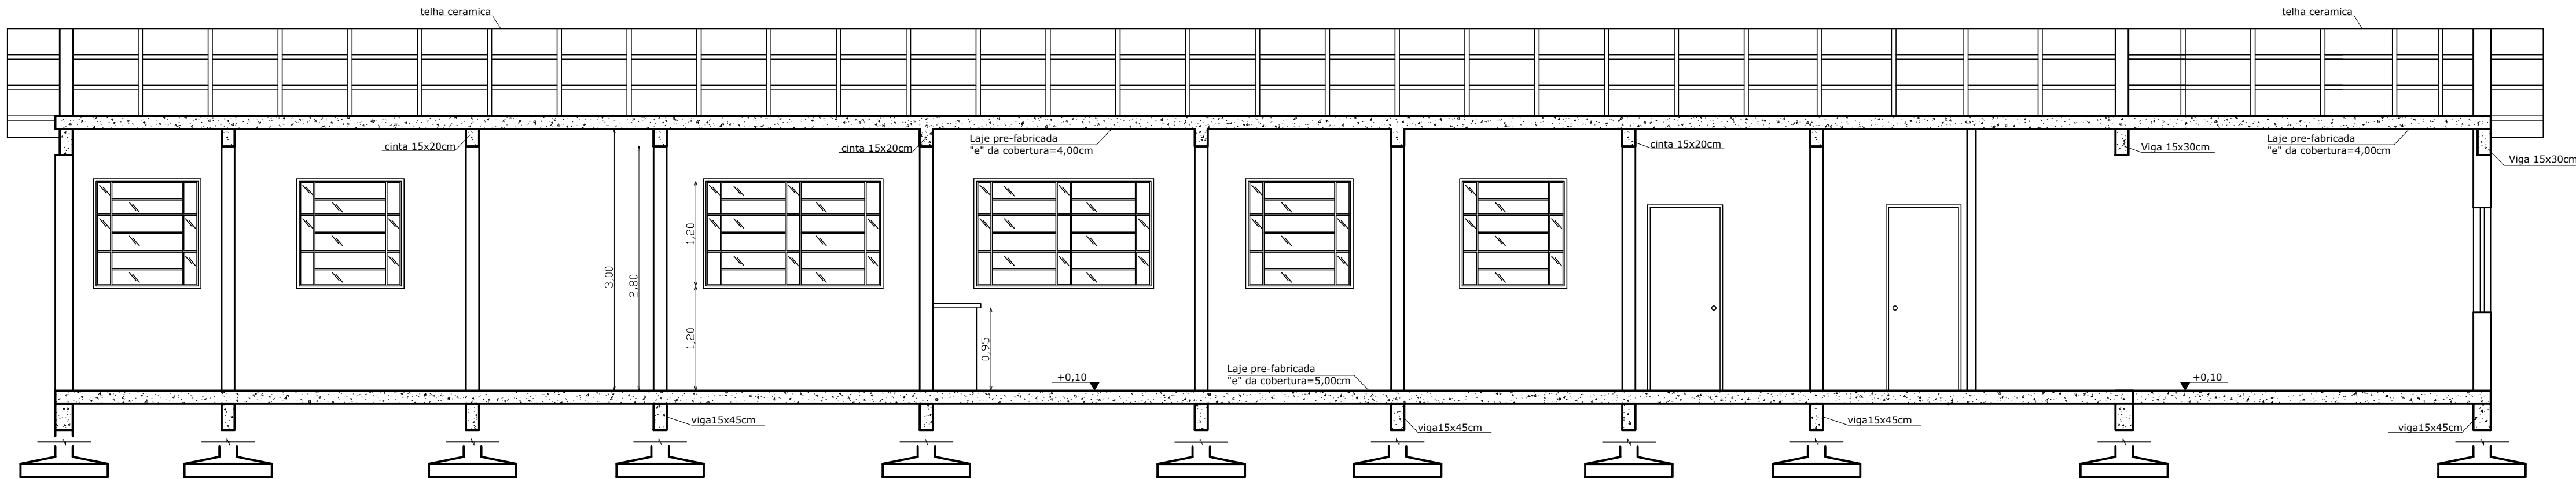 telha ceramica
telha ceramica
cinta 15x20cm
cinta 15x20cm
Laje pre-fabricada
"e" da cobertura=4,00cm
cinta 15x20cm
Viga 15x30cm
Laje pre-fabricada
"e" da cobertura=4,00cm
Viga 15x30cm
3,00
2,80
1,20
1,20
0,95
+0,10
Laje pre-fabricada
"e" da cobertura=5,00cm
+0,10
viga15x45cm
viga15x45cm
viga15x45cm
viga15x45cm